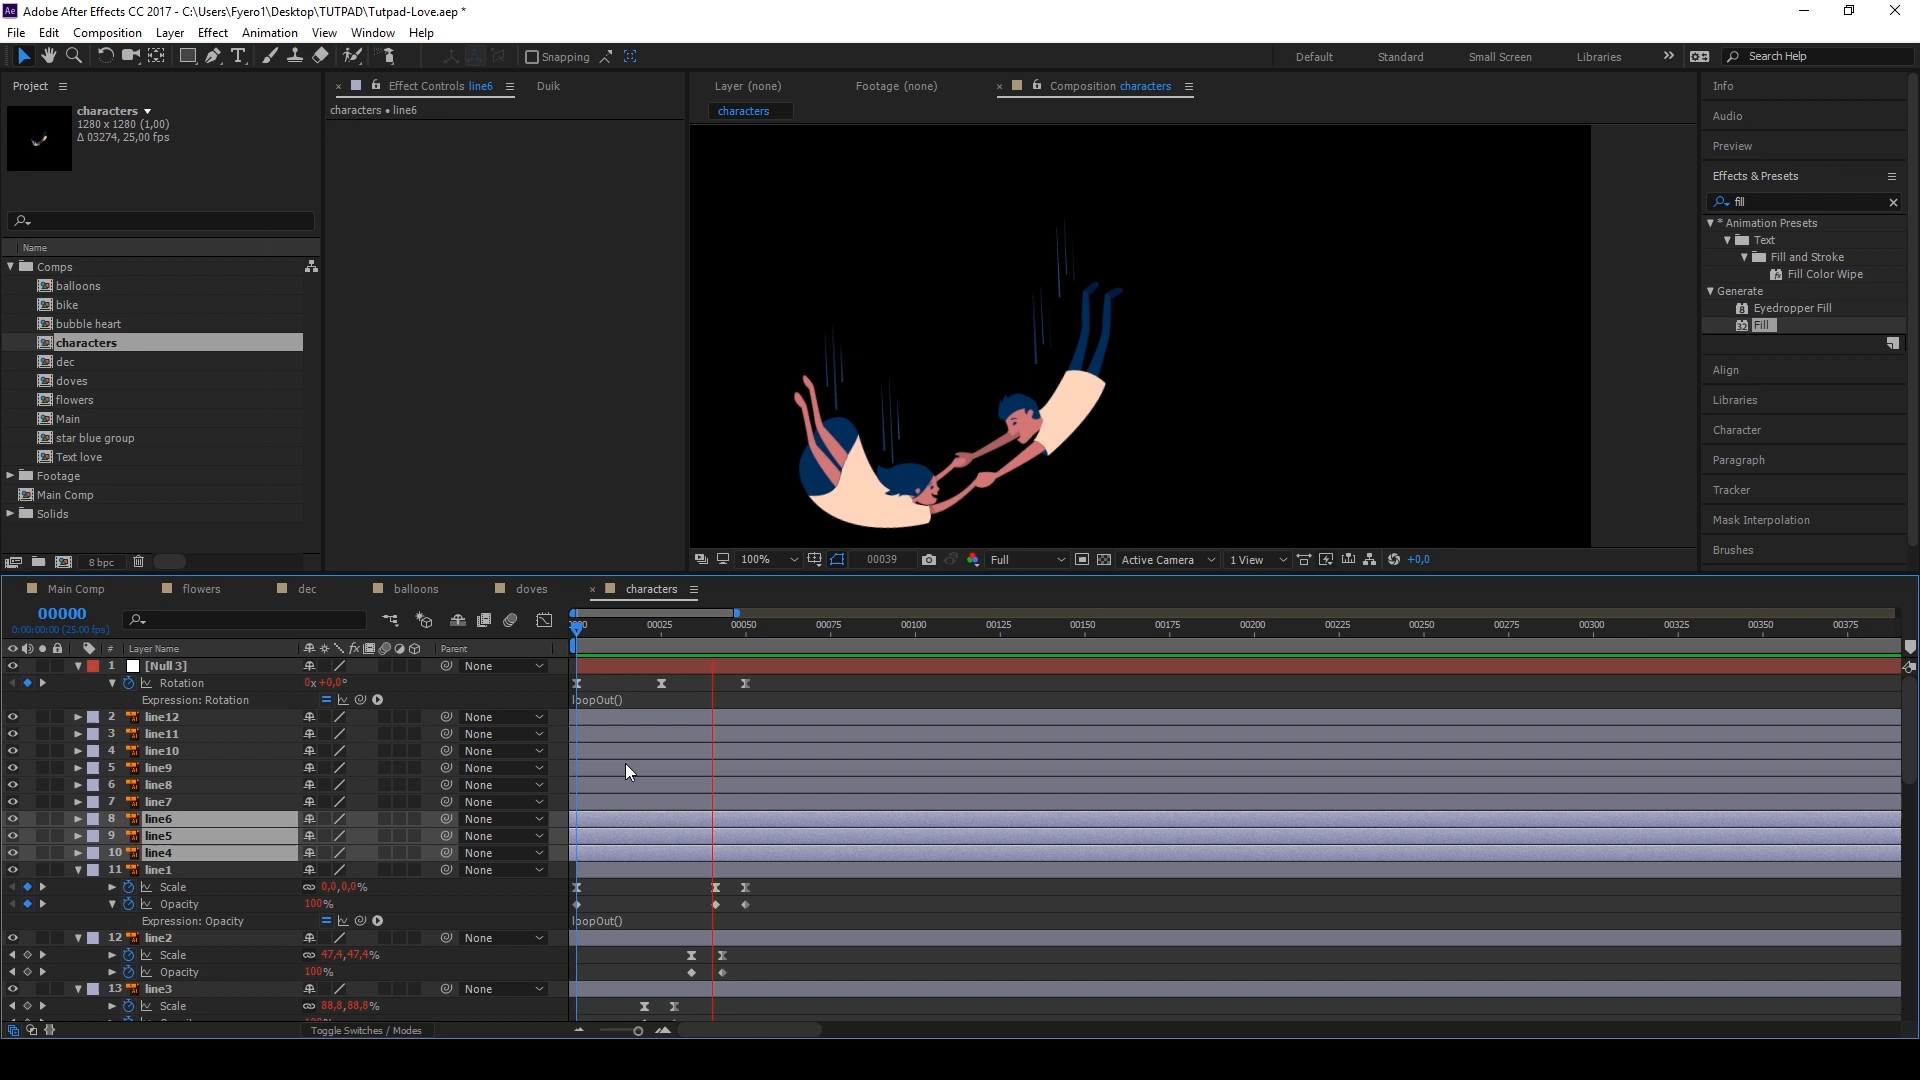 Adobe After Effects CC 2017 - C:\Users\Fyero1\Desktop\TUTPAD\Tutpad-Love.aep *
File Edit Composition Layer Effect Animation View Window Help
Snapping
Default Standard Small Screen Libraries Search Help
Project
characters
1280 x 1280 (1,00)
Δ 03274, 25,00 fps
Name
Comps
balloons
bike
bubble heart
characters
dec
doves
flowers
Main
star blue group
Text love
Footage
Main Comp
Solids
8 bpc
Effect Controls line6
Duik
characters • line6
Layer (none) Footage (none) Composition characters
characters
100% 00039 Full Active Camera 1 View +0,0
Info
Audio
Preview
Effects & Presets
fill
* Animation Presets
Text
Fill and Stroke
Fill Color Wipe
Generate
Eyedropper Fill
Fill
Align
Libraries
Character
Paragraph
Tracker
Mask Interpolation
Brushes
Main Comp flowers dec balloons doves characters
00000
0:00:00:00 (25.00 fps)
00025 00050 00075 00100 00125 00150 00175 00200 00225 00250 00275 00300 00325 00350 00375
# Layer Name Parent
1 [Null 3] None
Rotation 0x+0,0°
Expression: Rotation loopOut()
2 line12 None
3 line11 None
4 line10 None
5 line9 None
6 line8 None
7 line7 None
8 line6 None
9 line5 None
10 line4 None
11 line1 None
Scale 0,0,0,0%
Opacity 100%
Expression: Opacity loopOut()
12 line2 None
Scale 47,4,47,4%
Opacity 100%
13 line3 None
Scale 88,8,88,8%
Toggle Switches / Modes